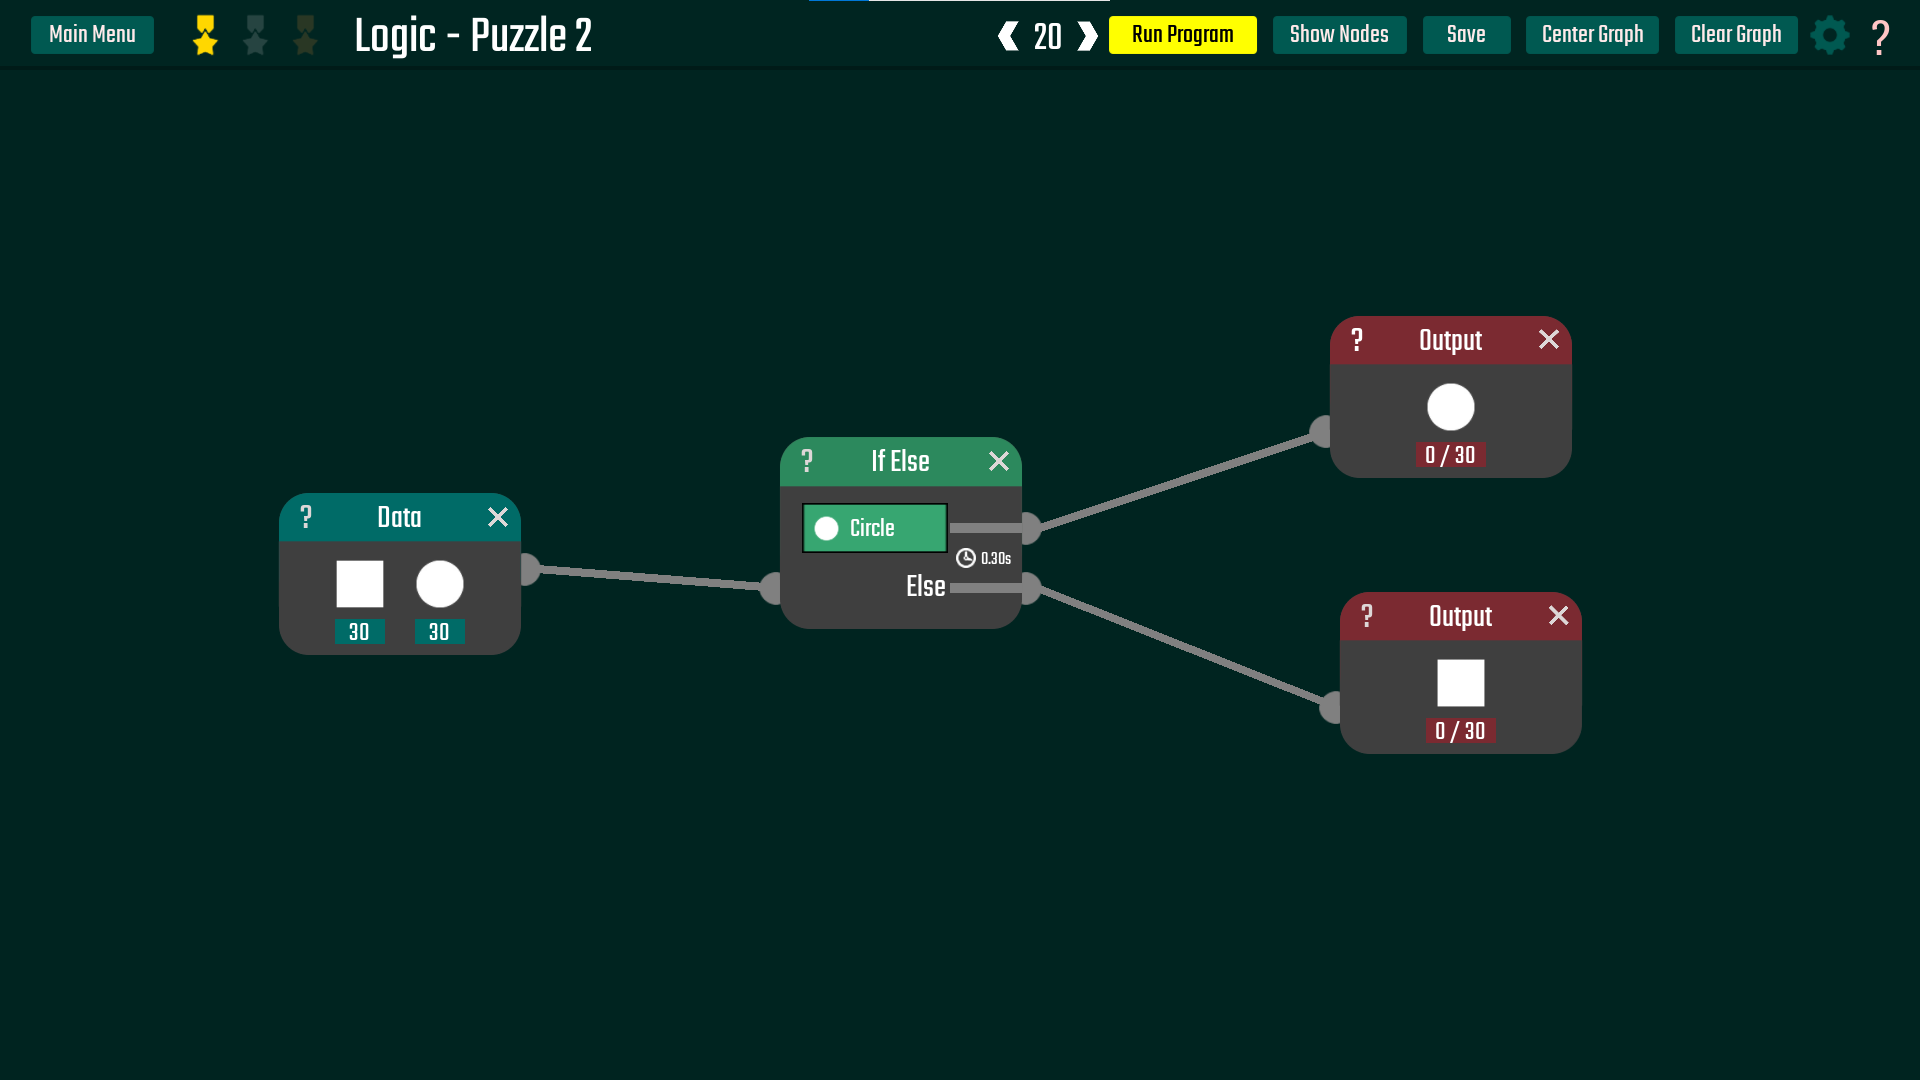 Main Menu
Logic - Puzzle 2
20
Run Program
Show Nodes
Save
Center Graph
Clear Graph
?
? Data
30 30
? If Else
Circle
0.30s
Else
? Output
0 / 30
? Output
0 / 30